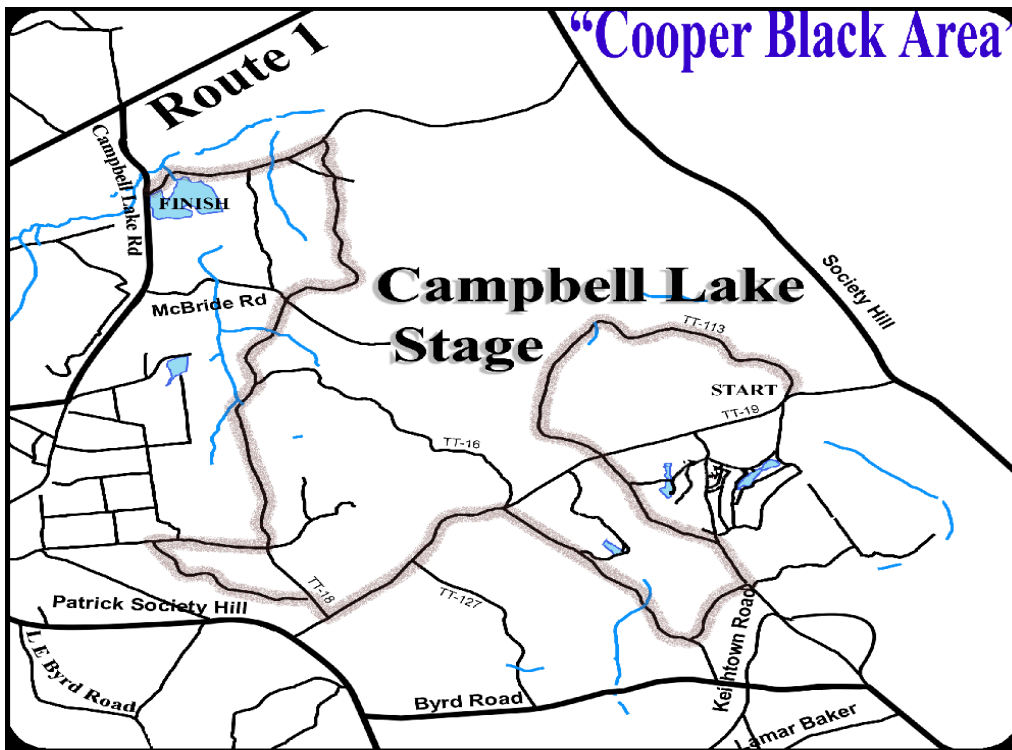 “Cooper Black Area”
Route 1
Campbell Lake Rd
FINISH
McBride Rd
Campbell Lake
Stage
Society Hill
TT-113
START
TT-19
TT-16
TT-18
TT-127
Patrick Society Hill
L E Byrd Road
Byrd Road
Keightown Road
Lamar Baker